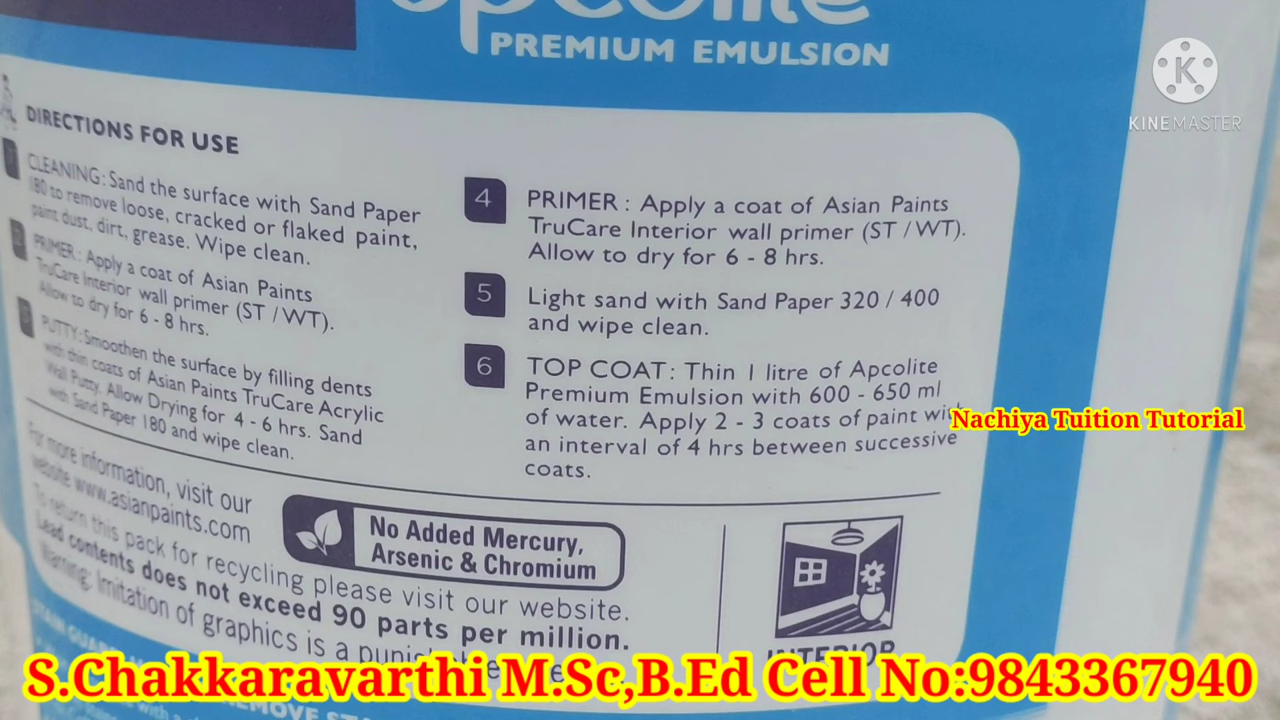 apcolite
PREMIUM EMULSION
KINEMASTER
DIRECTIONS FOR USE
1 CLEANING: Sand the surface with Sand Paper
180 to remove loose, cracked or flaked paint,
paint dust, dirt, grease. Wipe clean.
2 PRIMER: Apply a coat of Asian Paints
TruCare Interior wall primer (ST / WT).
Allow to dry for 6 - 8 hrs.
3 PUTTY: Smoothen the surface by filling dents
with thin coats of Asian Paints TruCare Acrylic
Wall Putty. Allow Drying for 4 - 6 hrs. Sand
with Sand Paper 180 and wipe clean.
4 PRIMER : Apply a coat of Asian Paints
TruCare Interior wall primer (ST / WT).
Allow to dry for 6 - 8 hrs.
5 Light sand with Sand Paper 320 / 400
and wipe clean.
6 TOP COAT: Thin 1 litre of Apcolite
Premium Emulsion with 600 - 650 ml
of water. Apply 2 - 3 coats of paint with
an interval of 4 hrs between successive
coats.
Nachiya Tuition Tutorial
For more information, visit our
website www.asianpaints.com
To return this pack for recycling please visit our website.
Lead contents does not exceed 90 parts per million.
Warning: Imitation of graphics is a
No Added Mercury,
Arsenic & Chromium
INTERIOR
S.Chakkaravarthi M.Sc,B.Ed Cell No:9843367940